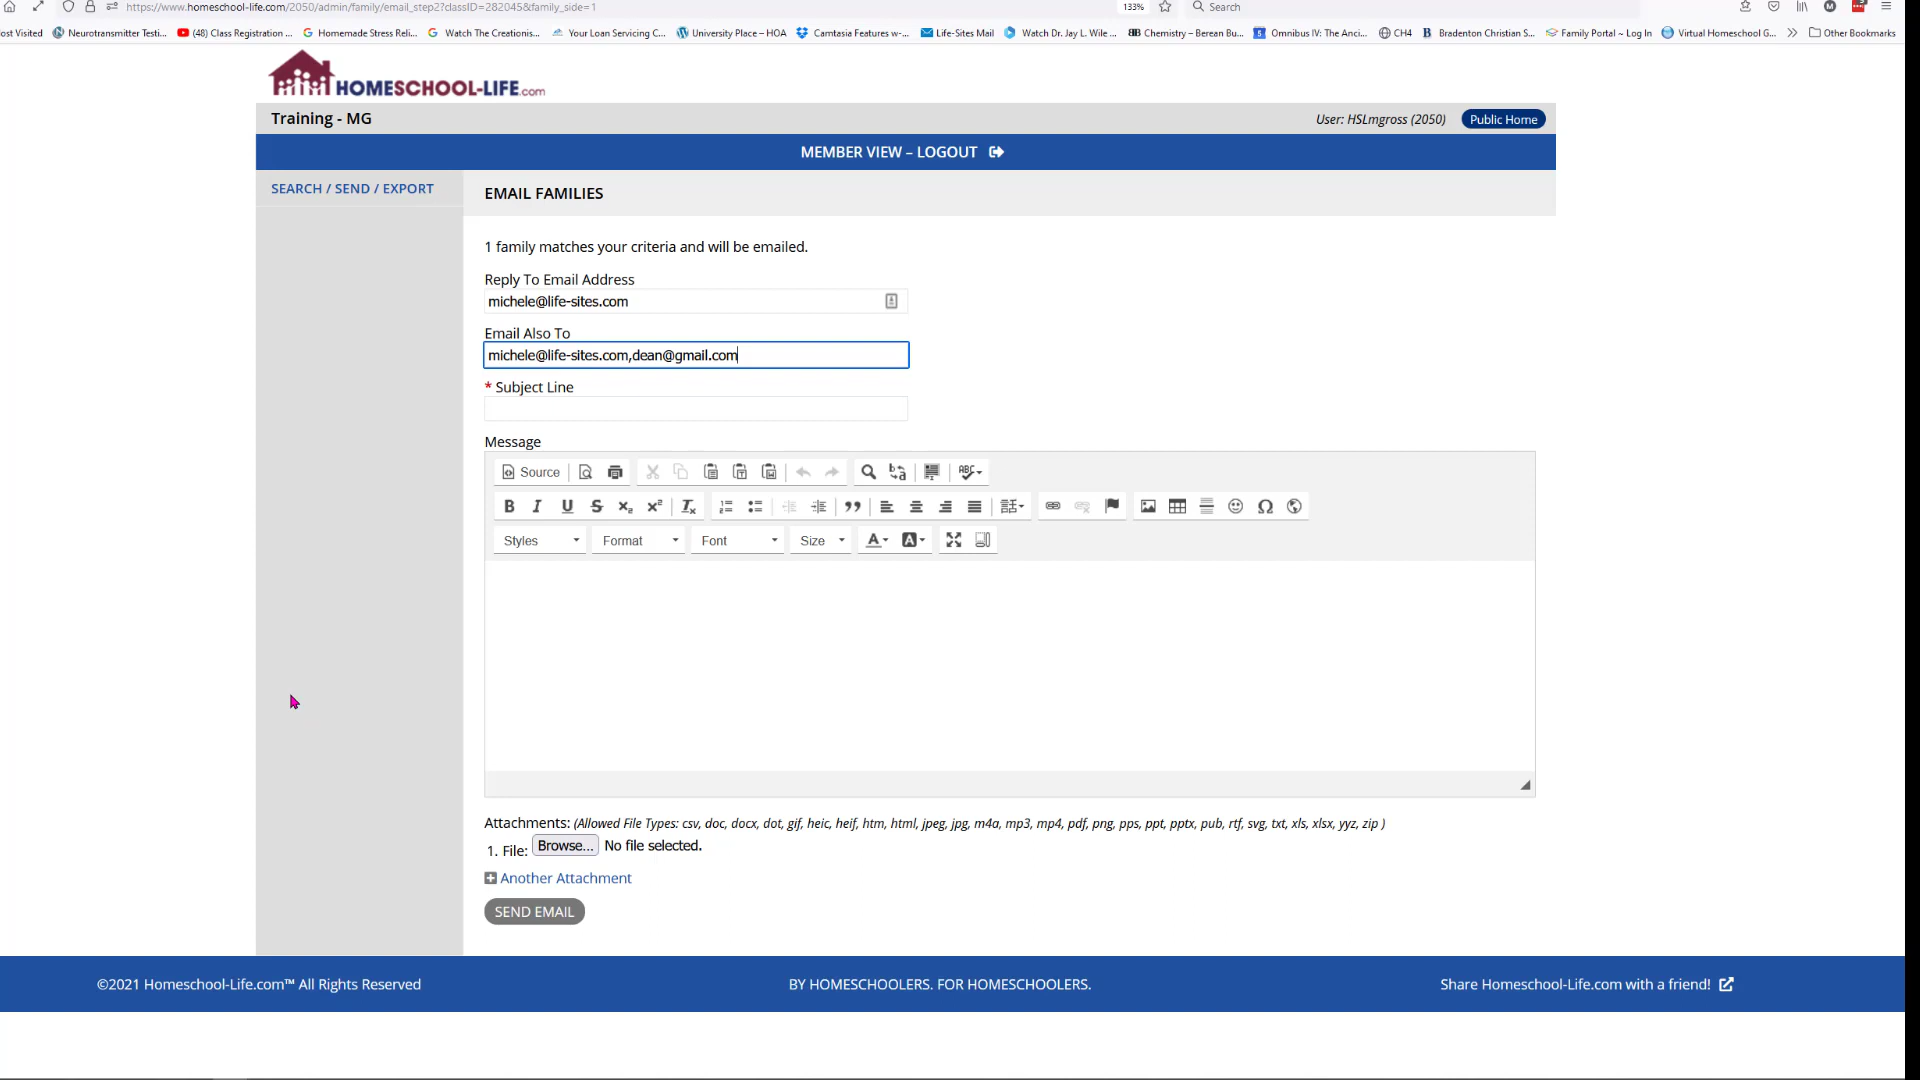 https://www.homeschool-life.com/2050/admin/family/email_step2?classID=282045&family_side=1
133%
Search
ost Visited
Neurotransmitter Testi...
(48) Class Registration ...
Homemade Stress Reli...
Watch The Creationis...
Your Loan Servicing C...
University Place – HOA
Camtasia Features w-...
Life-Sites Mail
Watch Dr. Jay L. Wile ...
Chemistry – Berean Bu...
Omnibus IV: The Anci...
CH4
Bradenton Christian S...
Family Portal ~ Log In
Virtual Homeschool G...
Other Bookmarks
HOMESCHOOL-LIFE.com
Training - MG
User: HSLmgross (2050)
Public Home
MEMBER VIEW – LOGOUT
SEARCH / SEND / EXPORT
EMAIL FAMILIES
1 family matches your criteria and will be emailed.
Reply To Email Address
michele@life-sites.com
Email Also To
michele@life-sites.com,dean@gmail.com
* Subject Line
Message
Source
Styles
Format
Font
Size
Attachments: (Allowed File Types: csv, doc, docx, dot, gif, heic, heif, htm, html, jpeg, jpg, m4a, mp3, mp4, pdf, png, pps, ppt, pptx, pub, rtf, svg, txt, xls, xlsx, yyz, zip )
1. File: Browse... No file selected.
Another Attachment
SEND EMAIL
©2021 Homeschool-Life.com™ All Rights Reserved
BY HOMESCHOOLERS. FOR HOMESCHOOLERS.
Share Homeschool-Life.com with a friend!